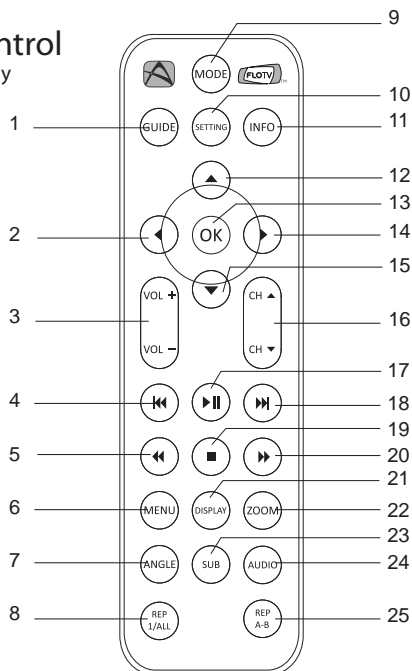 ntrol
y
9
MODE
FLOTV
TM
10
1
GUIDE
SETTING
INFO
11
12
13
2
OK
14
15
3
VOL +
CH ▲
16
VOL –
CH ▼
17
4
18
19
5
20
21
6
MENU
DISPLAY
ZOOM
22
23
7
ANGLE
SUB
AUDIO
24
8
REP
1/ALL
REP
A-B
25